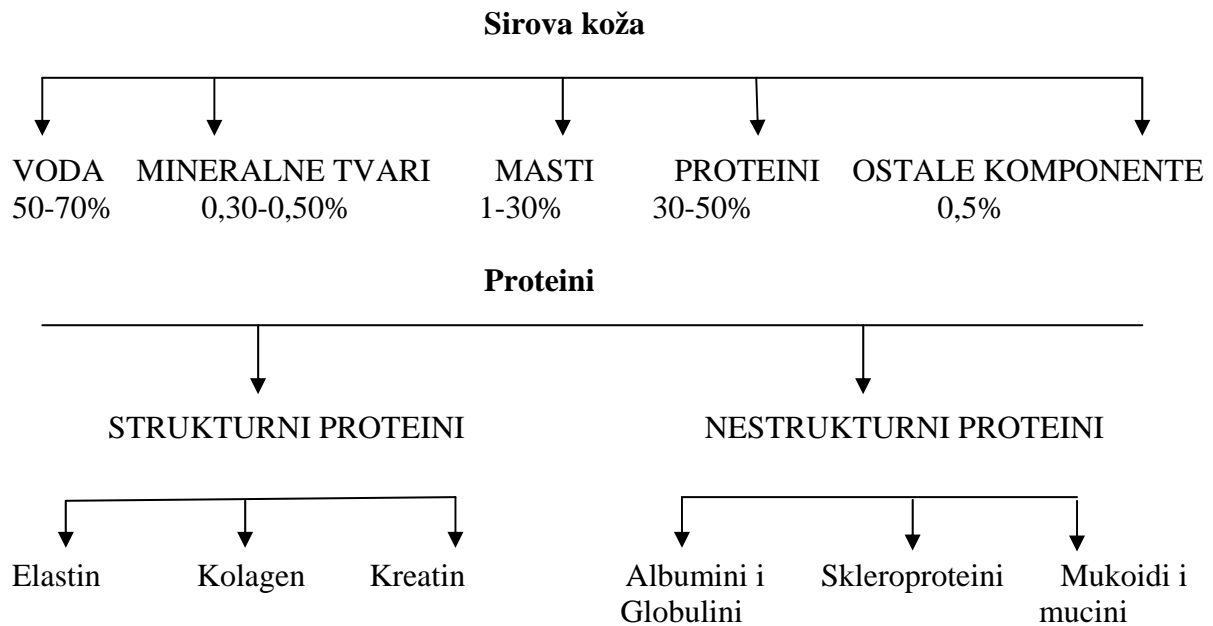 Sirova koža
VODA MINERALNE TVARI MASTI PROTEINI OSTALE KOMPONENTE
50-70% 0,30-0,50% 1-30% 30-50% 0,5%
Proteini
STRUKTURNI PROTEINI NESTRUKTURNI PROTEINI
Elastin Kolagen Kreatin Albumini i Skleroproteini Mukoidi i
Globulini mucini